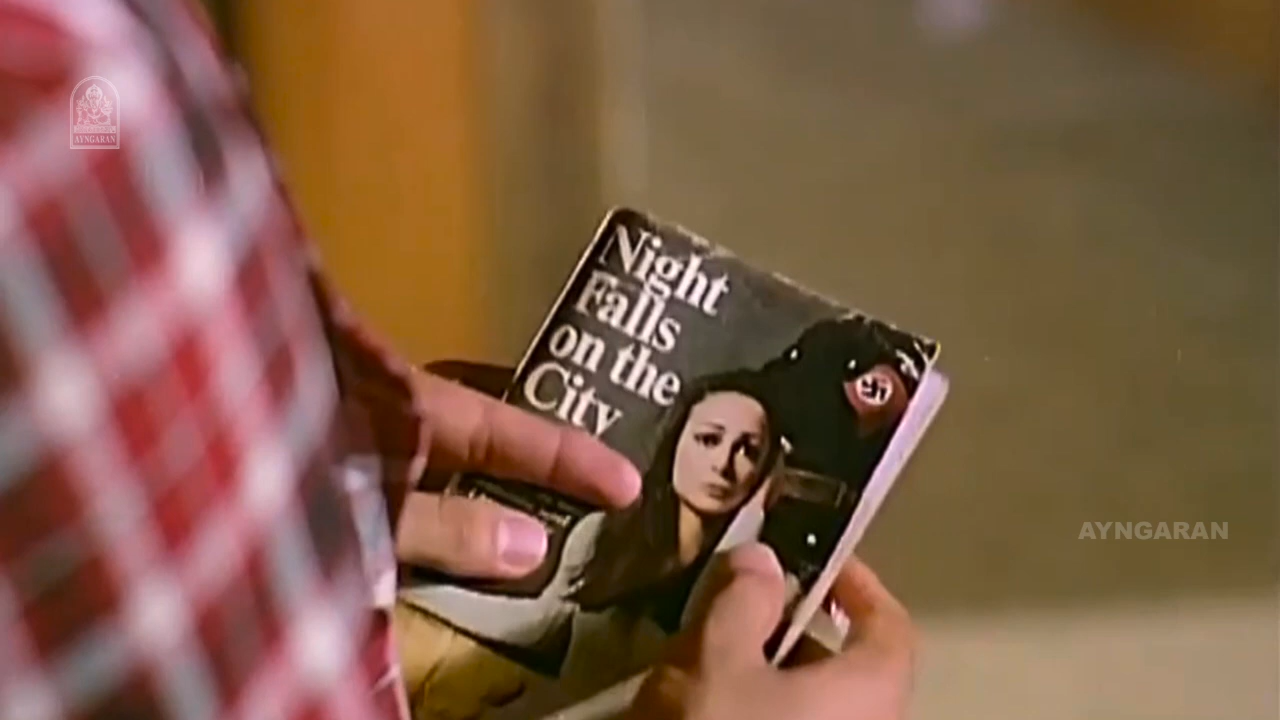 AYNGARAN
Night
Falls
on the
City
AYNGARAN